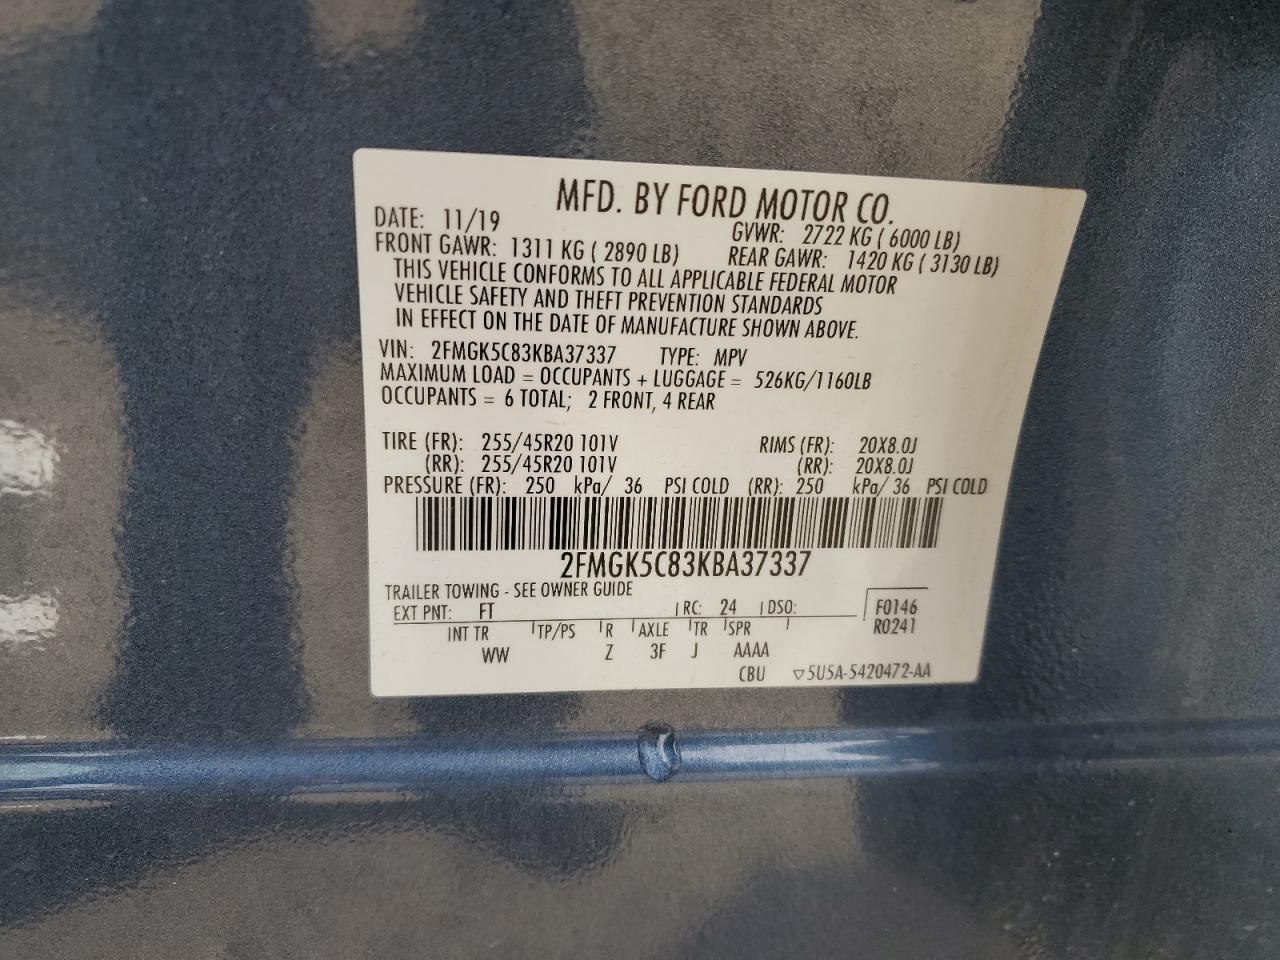 MFD. BY FORD MOTOR CO.
DATE: 11/19 GVWR: 2722 KG ( 6000 LB)
FRONT GAWR: 1311 KG ( 2890 LB) REAR GAWR: 1420 KG ( 3130 LB)
THIS VEHICLE CONFORMS TO ALL APPLICABLE FEDERAL MOTOR
VEHICLE SAFETY AND THEFT PREVENTION STANDARDS
IN EFFECT ON THE DATE OF MANUFACTURE SHOWN ABOVE.
VIN: 2FMGK5C83KBA37337 TYPE: MPV
MAXIMUM LOAD = OCCUPANTS + LUGGAGE = 526KG/1160LB
OCCUPANTS = 6 TOTAL; 2 FRONT, 4 REAR
TIRE (FR): 255/45R20 101V RIMS (FR): 20X8.0J
(RR): 255/45R20 101V (RR): 20X8.0J
PRESSURE (FR): 250 kPa/ 36 PSI COLD (RR): 250 kPa/ 36 PSI COLD
2FMGK5C83KBA37337
TRAILER TOWING - SEE OWNER GUIDE
EXT PNT: FT RC: 24 DSO: F0146
INT TR TP/PS R AXLE TR SPR R0241
WW Z 3F J AAAA
CBU ▽5U5A-5420472-AA